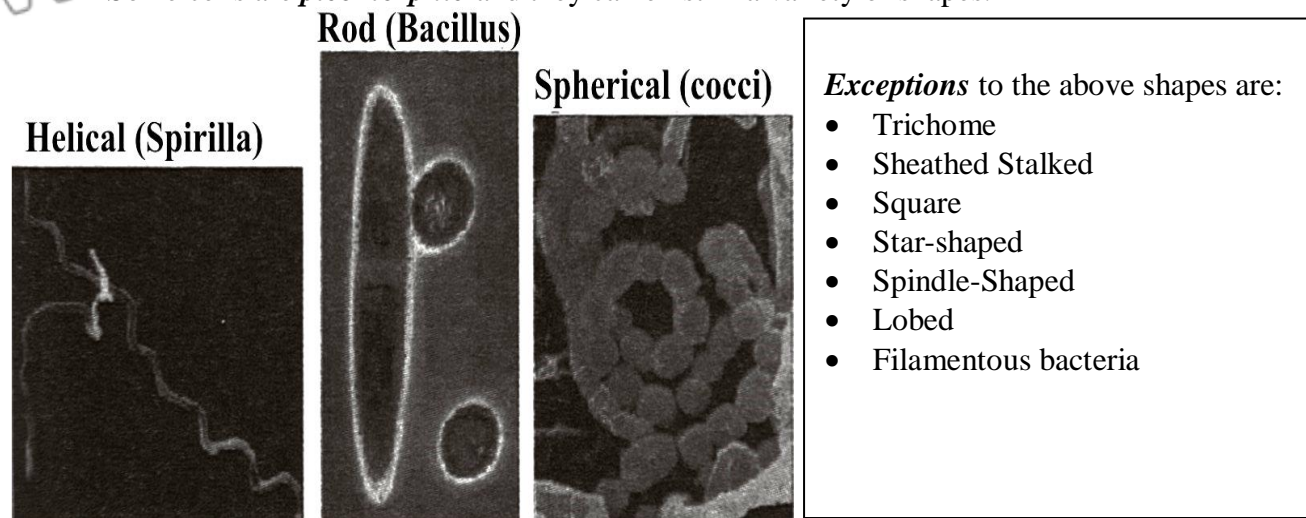 Rod (Bacillus)
Spherical (cocci)
Helical (Spirilla)
Exceptions to the above shapes are:
• Trichome
• Sheathed Stalked
• Square
• Star-shaped
• Spindle-Shaped
• Lobed
• Filamentous bacteria